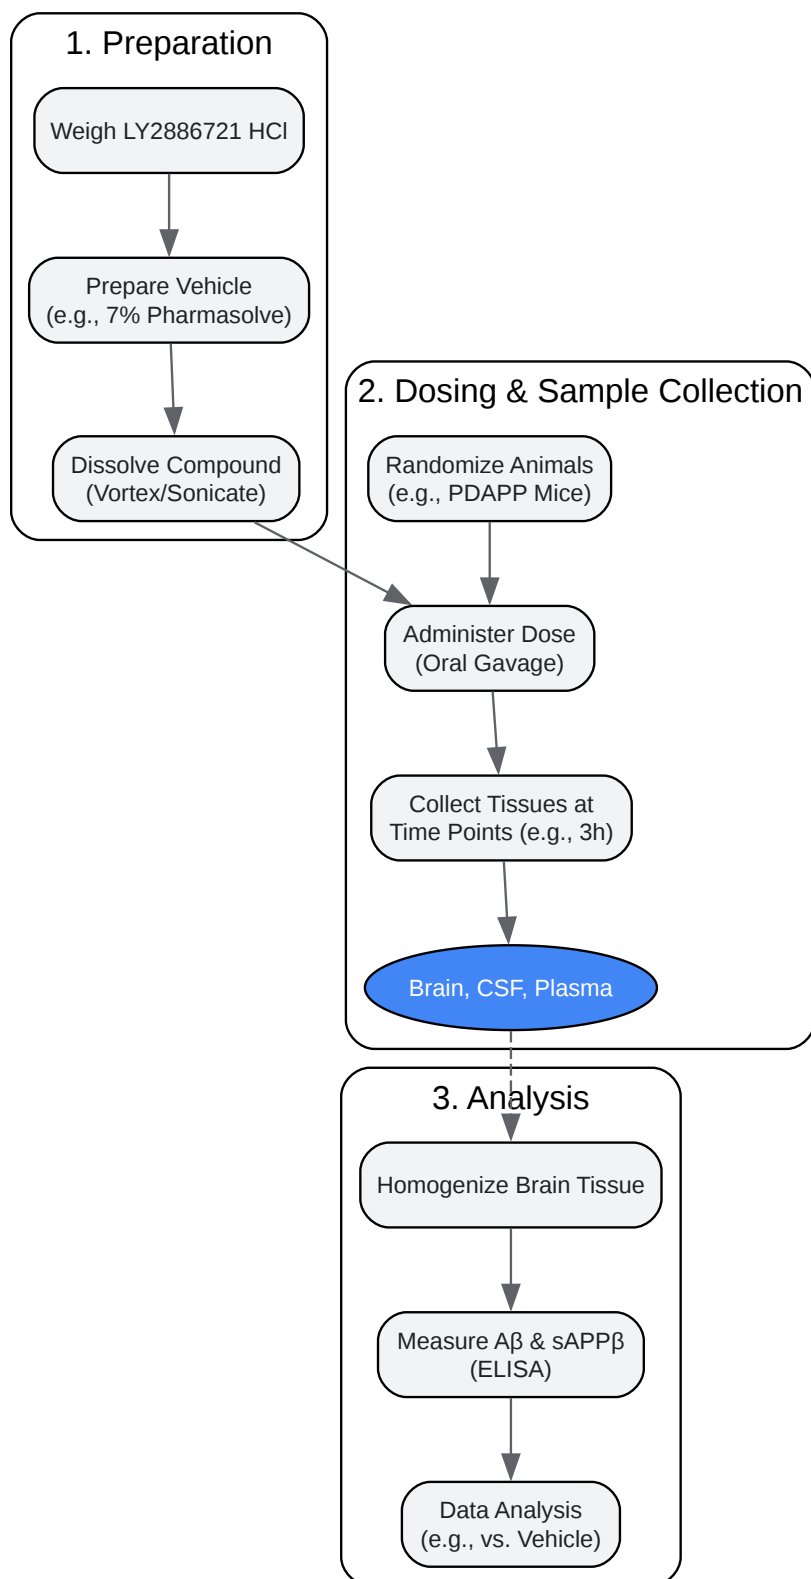 1. Preparation
Weigh LY2886721 HCl
Prepare Vehicle
(e.g., 7% Pharmasolve)
Dissolve Compound
(Vortex/Sonicate)
2. Dosing & Sample Collection
Randomize Animals
(e.g., PDAPP Mice)
Administer Dose
(Oral Gavage)
Collect Tissues at
Time Points (e.g., 3h)
Brain, CSF, Plasma
3. Analysis
Homogenize Brain Tissue
Measure Aβ & sAPPβ
(ELISA)
Data Analysis
(e.g., vs. Vehicle)